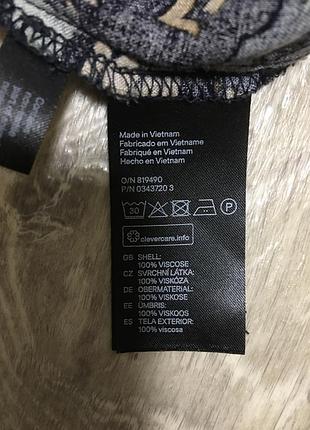 Made in Vietnam
Fabricado em Vietname
Fabriqué en Vietnam
Hecho en Vietnam
O/N 819490
P/N 0343720 3
30 P
clevercare.info
GB SHELL:
100% VISCOSE
CZ SVRCHNÍ LÁTKA:
100% VISKÓZA
DE OBERMATERIAL:
100% VISKOSE
EE ÜMBRIS:
100% VISKOOS
ES TELA EXTERIOR:
100% viscosa